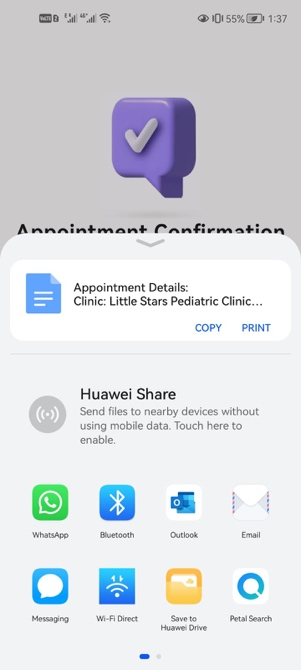 55% 1:37
Appointment Confirmation
Appointment Details:
Clinic: Little Stars Pediatric Clinic...
COPY PRINT
Huawei Share
Send files to nearby devices without
using mobile data. Touch here to
enable.
WhatsApp Bluetooth Outlook Email
Messaging Wi-Fi Direct Save to Huawei Drive Petal Search